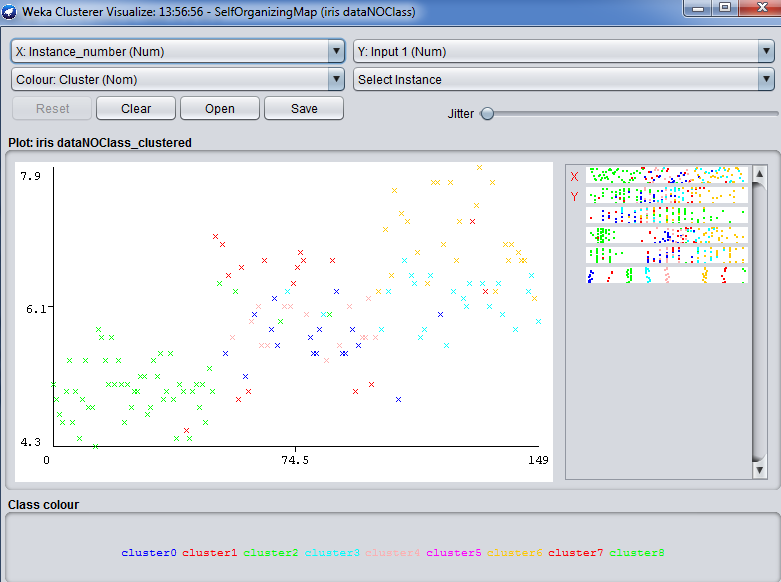 Weka Clusterer Visualize: 13:56:56 - SelfOrganizingMap (iris dataNOClass)
X: Instance_number (Num) Y: Input 1 (Num)
Colour: Cluster (Nom) Select Instance
Reset Clear Open Save Jitter
Plot: iris dataNOClass_clustered
7.9
6.1
4.3
0 74.5 149
X
Y
Class colour
cluster0 cluster1 cluster2 cluster3 cluster4 cluster5 cluster6 cluster7 cluster8